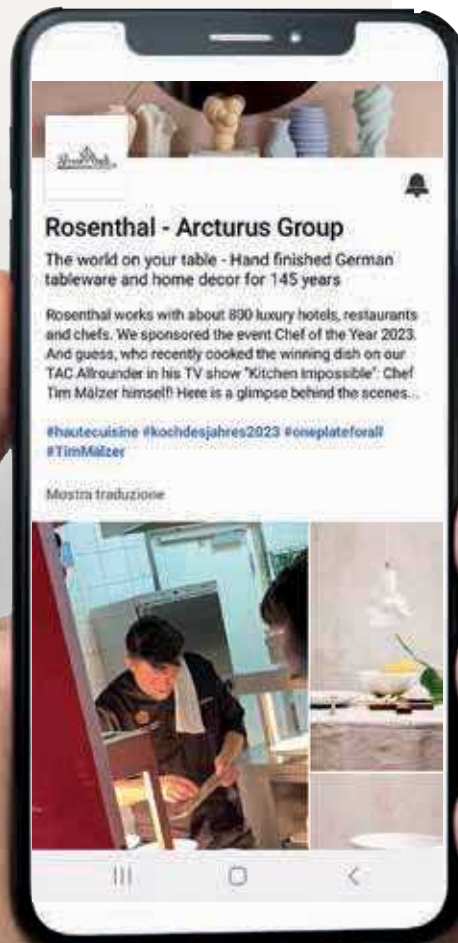 Rosenthal - Arcturus Group
The world on your table - Hand finished German
tableware and home decor for 145 years
Rosenthal works with about 800 luxury hotels, restaurants
and chefs. We sponsored the event Chef of the Year 2023.
And guess, who recently cooked the winning dish on our
TAC Allrounder in his TV show "Kitchen Impossible": Chef
Tim Mälzer himself! Here is a glimpse behind the scenes...
#hautecuisine #kochdesjahres2023 #oneplateforall
#TimMälzer
Mostra traduzione